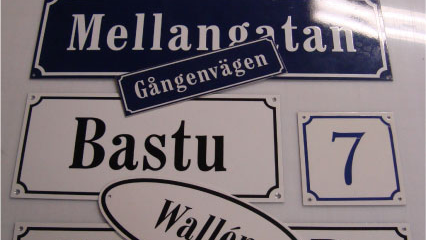 Mellangatan
Gångenvägen
Bastu
7